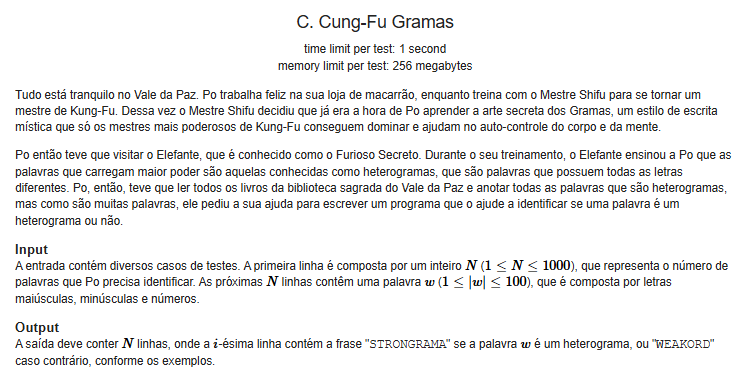 C. Cung-Fu Gramas
time limit per test: 1 second
memory limit per test: 256 megabytes
Tudo está tranquilo no Vale da Paz. Po trabalha feliz na sua loja de macarrão, enquanto treina com o Mestre Shifu para se tornar um
mestre de Kung-Fu. Dessa vez o Mestre Shifu decidiu que já era a hora de Po aprender a arte secreta dos Gramas, um estilo de escrita
mística que só os mestres mais poderosos de Kung-Fu conseguem dominar e ajudam no auto-controle do corpo e da mente.
Po então teve que visitar o Elefante, que é conhecido como o Furioso Secreto. Durante o seu treinamento, o Elefante ensinou a Po que as
palavras que carregam maior poder são aquelas conhecidas como heterogramas, que são palavras que possuem todas as letras
diferentes. Po, então, teve que ler todos os livros da biblioteca sagrada do Vale da Paz e anotar todas as palavras que são heterogramas,
mas como são muitas palavras, ele pediu a sua ajuda para escrever um programa que o ajude a identificar se uma palavra é um
heterograma ou não.
Input
A entrada contém diversos casos de testes. A primeira linha é composta por um inteiro N (1 ≤ N ≤ 1000), que representa o número de
palavras que Po precisa identificar. As próximas N linhas contêm uma palavra w (1 ≤ |w| ≤ 100), que é composta por letras
maiúsculas, minúsculas e números.
Output
A saída deve conter N linhas, onde a i-ésima linha contém a frase "STRONGRAMA" se a palavra w é um heterograma, ou "WEAKORD"
caso contrário, conforme os exemplos.